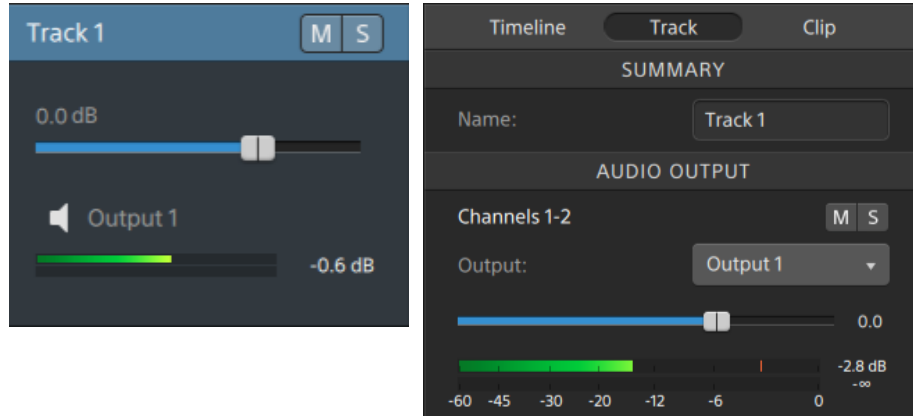 Track 1 M S
0.0 dB
Output 1
-0.6 dB
Timeline Track Clip
SUMMARY
Name: Track 1
AUDIO OUTPUT
Channels 1-2 M S
Output: Output 1
0.0
-2.8 dB
-∞
-60 -45 -30 -20 -12 -6 0